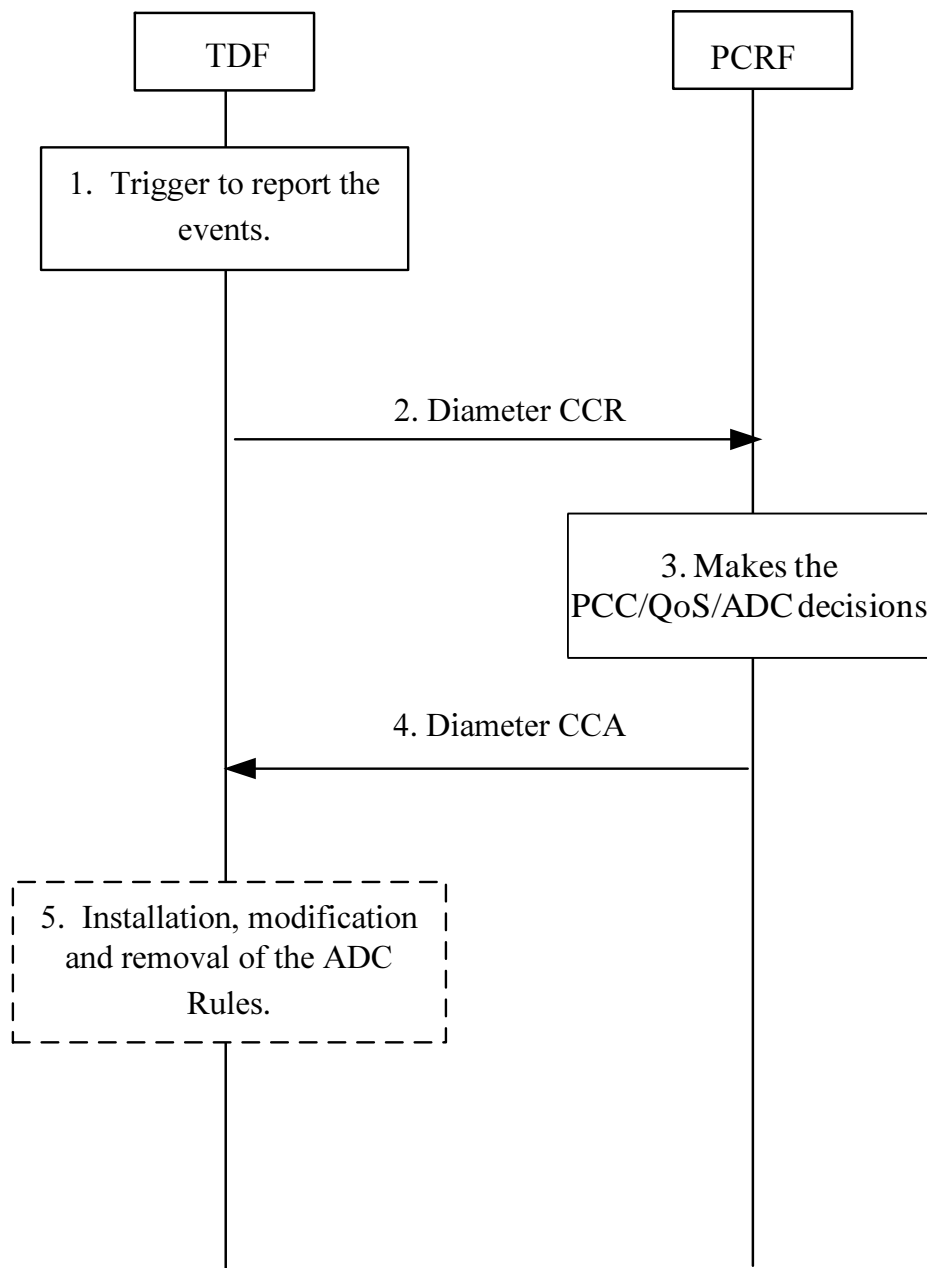 TDF
PCRF
1. Trigger to report the
events.
2. Diameter CCR
3. Makes the
PCC/QoS/ADC decisions
4. Diameter CCA
5. Installation, modification
and removal of the ADC
Rules.